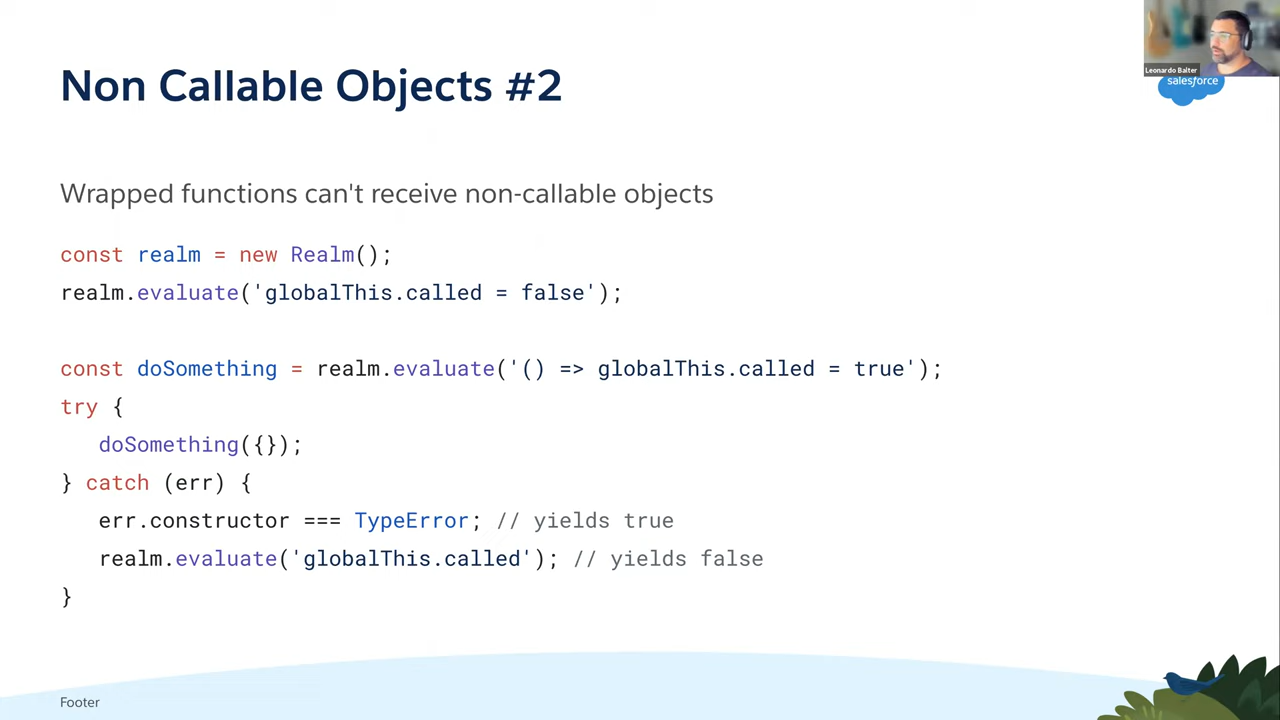 Non Callable Objects #2
Leonardo Balter
salesforce
Wrapped functions can't receive non-callable objects
const realm = new Realm();
realm.evaluate('globalThis.called = false');
const doSomething = realm.evaluate('() => globalThis.called = true');
try {
doSomething({});
} catch (err) {
err.constructor === TypeError; // yields true
realm.evaluate('globalThis.called'); // yields false
}
Footer